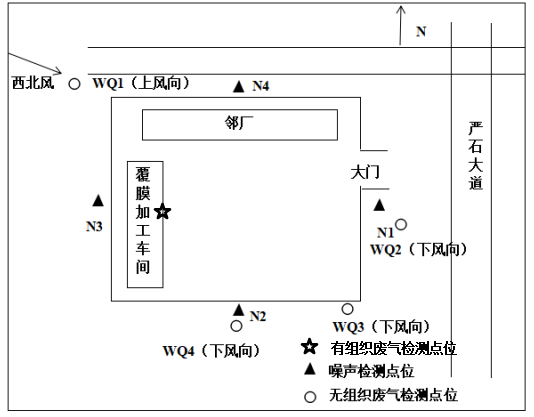 N
西北风
WQ1（上风向）
N4
邻厂
严石大道
大门
覆膜加工车间
N3
N1
WQ2（下风向）
N2
WQ3（下风向）
WQ4（下风向）
有组织废气检测点位
噪声检测点位
无组织废气检测点位